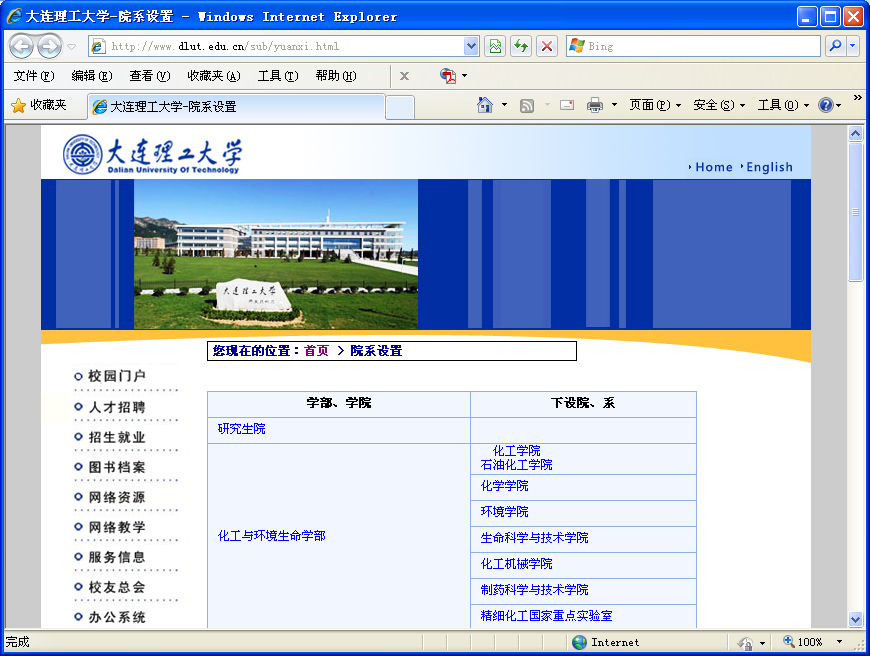 大连理工大学-院系设置 - Windows Internet Explorer
http://www.dlut.edu.cn/sub/yuanxi.html
Bing
文件(F) 编辑(E) 查看(V) 收藏夹(A) 工具(T) 帮助(H)
收藏夹
大连理工大学-院系设置
页面(P) 安全(S) 工具(O)
大连理工大学
Dalian University Of Technology
Home English
大连理工大学
您现在的位置：首页 > 院系设置
校园门户
人才招聘
招生就业
图书档案
网络资源
网络教学
服务信息
校友总会
办公系统
学部、学院 下设院、系
研究生院
化工与环境生命学部
化工学院
石油化工学院
化学学院
环境学院
生命科学与技术学院
化工机械学院
制药科学与技术学院
精细化工国家重点实验室
完成 Internet 100%